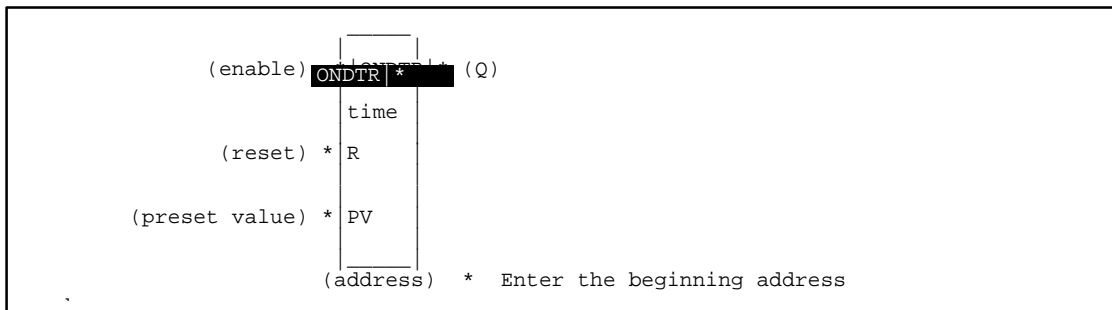 (enable) ONDTR * (Q)
time
(reset) * R
(preset value) * PV
(address) * Enter the beginning address